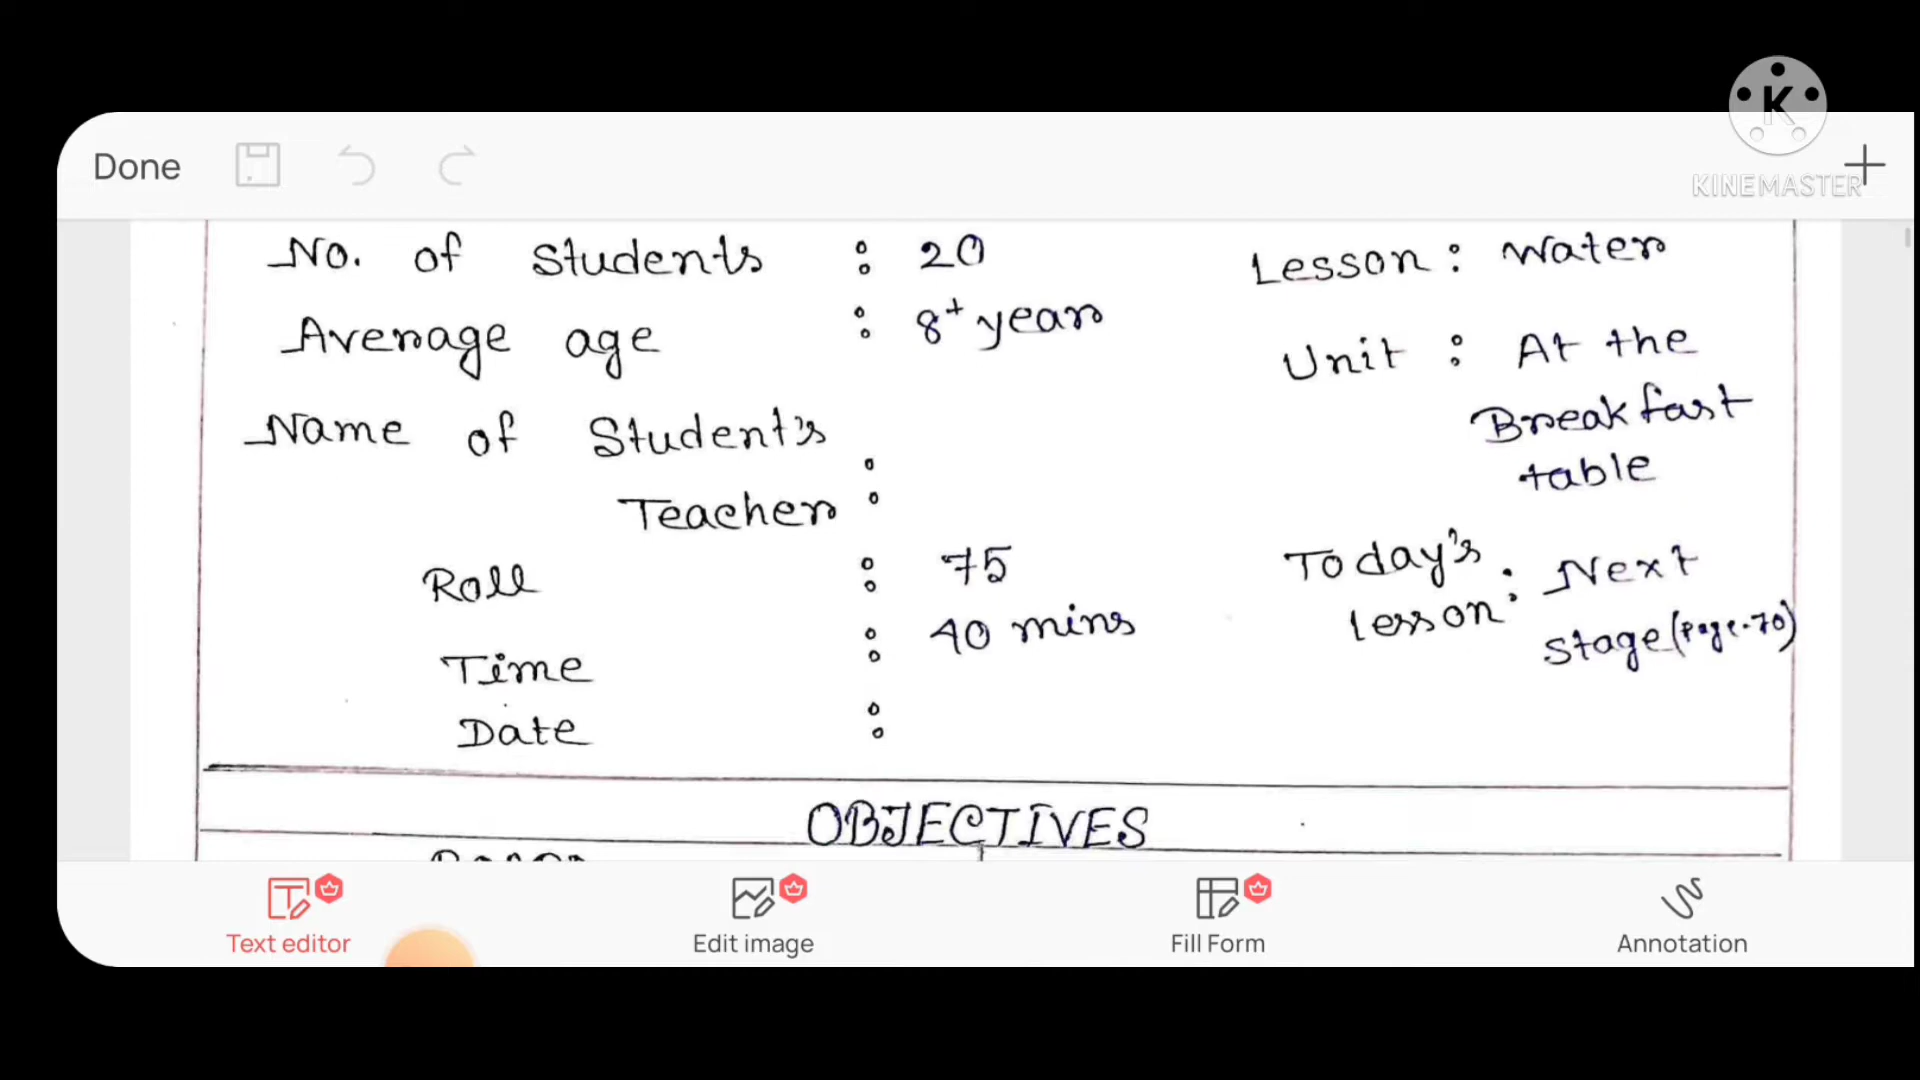 Done
KINEMASTER
No. of Students : 20
Lesson : Water
Average age : 8+ year
Unit : At the
Breakfast
table
Name of Student's
Teacher :
Roll : 75
Today's
lesson : Next
stage (Page-70)
Time : 40 mins
Date :
OBJECTIVES
Text editor
Edit image
Fill Form
Annotation